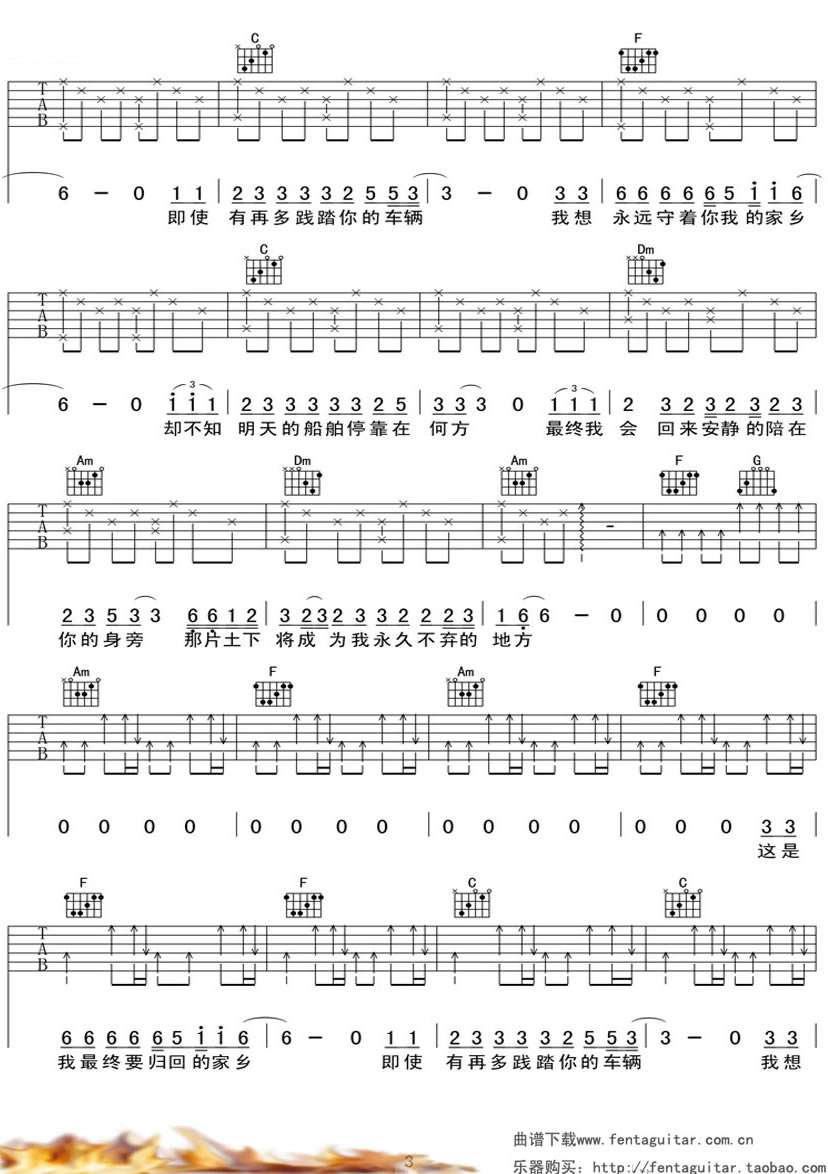 C F
TAB
6 – 0 1 1 | 2 3 3 3 3 2 5 5 3 | 3 – 0 3 3 | 6 6 6 6 6 5 i i 6
即使 有再多践踏你的车辆 我想 永远守着你我的家乡
C Dm
TAB
3 3
6 – 0 i i 1 | 2 3 3 3 3 3 2 5 | 3 3 3 0 1 1 1 | 2 3 2 3 2 3 2 3
却不知 明天的船舶停靠在 何方 最终我 会 回来安静的陪在
Am Dm Am F G
TAB
2 3 5 3 3 6 6 1 2 | 3 2 3 2 3 3 2 2 2 3 | 1 6 6 – 0 | 0 0 0 0
你的身旁 那片土下 将成 为我永久不弃的 地方
Am F Am F
TAB
0 0 0 0 | 0 0 0 0 | 0 0 0 0 | 0 0 0 3 3
这是
F F C C
TAB
6 6 6 6 6 5 i i 6 | 6 – 0 1 1 | 2 3 3 3 3 2 5 5 3 | 3 – 0 3 3
我最终要归回的家乡 即使 有再多践踏你的车辆 我想
3
曲谱下载www.fentaguitar.com.cn
乐器购买：http://fentaguitar.taobao.com